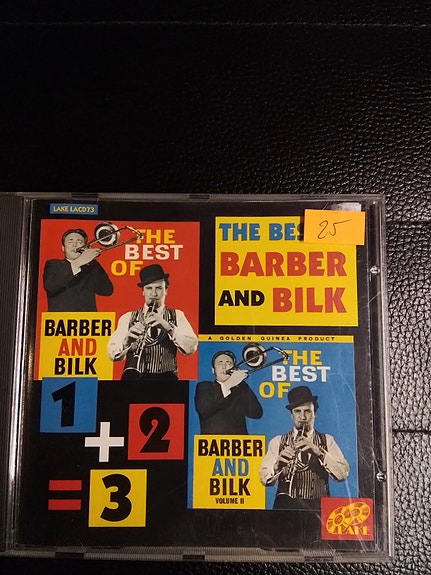 LAKE LACD73
THE
BEST
OF
BARBER
AND
BILK
THE BES
25
BARBER
AND BILK
A GOLDEN GUINEA PRODUCT
THE
BEST
OF
BARBER
AND
BILK
VOLUME II
1
+
2
=
3
LAKE